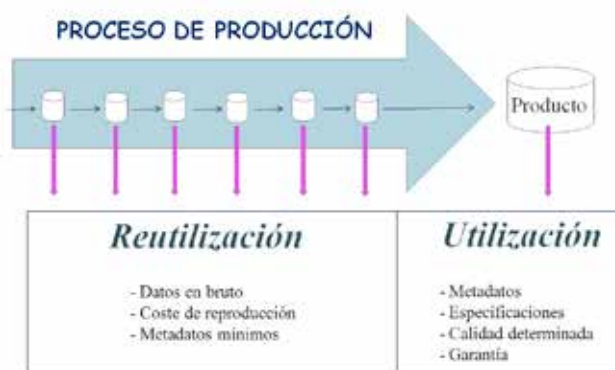 PROCESO DE PRODUCCIÓN
Producto
Reutilización
- Datos en bruto
- Coste de reproducción
- Metadatos mínimos
Utilización
- Metadatos
- Especificaciones
- Calidad determinada
- Garantía